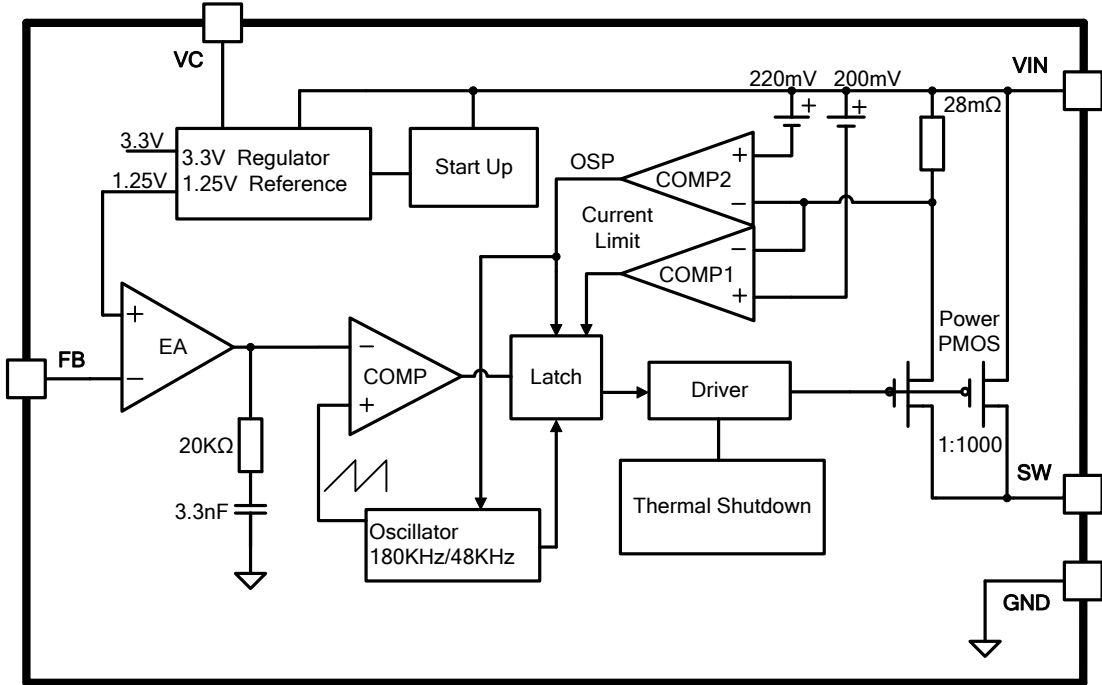 VC
220mV
200mV
VIN
28mΩ
3.3V
3.3V Regulator
1.25V
1.25V Reference
Start Up
OSP
+
+
+
COMP2
−
Current
Limit
−
COMP1
+
+
EA
FB
−
−
COMP
+
Latch
Driver
Power
PMOS
1:1000
20KΩ
3.3nF
Oscillator
180KHz/48KHz
Thermal Shutdown
SW
GND